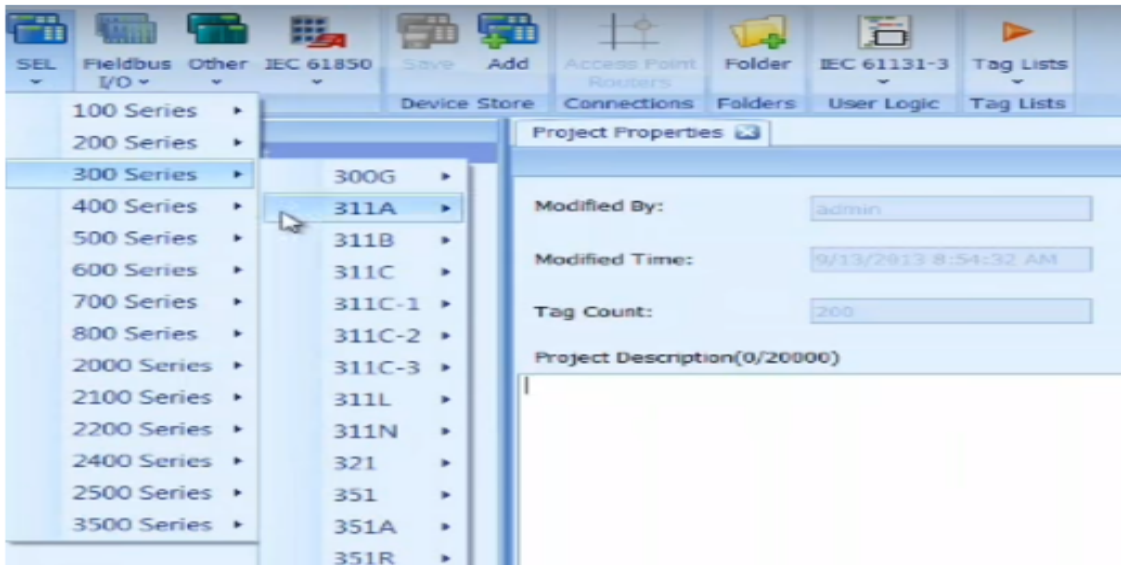 SEL Fieldbus I/O Other IEC 61850 Save Add Access Point Routers Folder IEC 61131-3 Tag Lists
Device Store Connections Folders User Logic Tag Lists
100 Series
200 Series
300 Series
400 Series
500 Series
600 Series
700 Series
800 Series
2000 Series
2100 Series
2200 Series
2400 Series
2500 Series
3500 Series
300G
311A
311B
311C
311C-1
311C-2
311C-3
311L
311N
321
351
351A
351R
Project Properties
Modified By: admin
Modified Time: 9/13/2013 8:54:32 AM
Tag Count: 200
Project Description(0/20000)